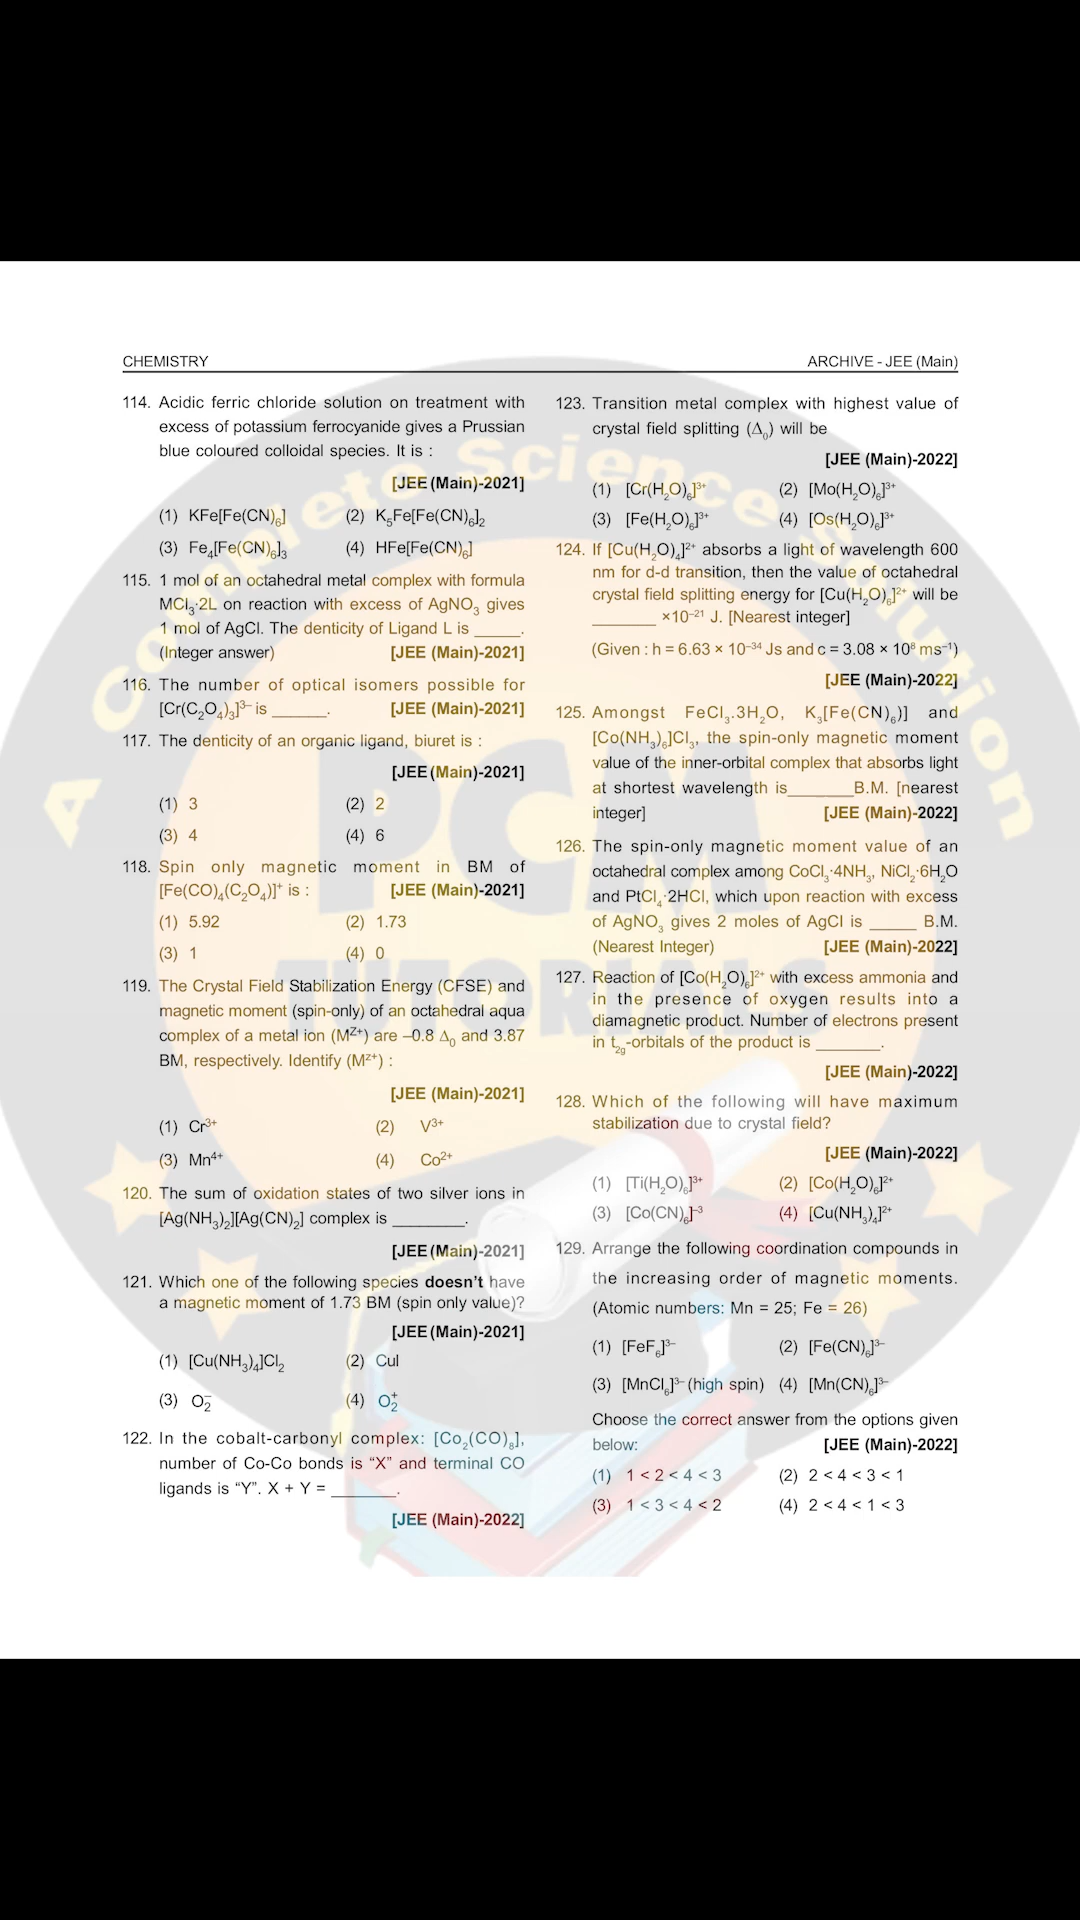 CHEMISTRY
ARCHIVE - JEE (Main)
114. Acidic ferric chloride solution on treatment with
excess of potassium ferrocyanide gives a Prussian
blue coloured colloidal species. It is :
[JEE (Main)-2021]
(1) KFe[Fe(CN)₆] (2) K₅Fe[Fe(CN)₆]₂
(3) Fe₄[Fe(CN)₆]₃ (4) HFe[Fe(CN)₆]
115. 1 mol of an octahedral metal complex with formula
MCl₃·2L on reaction with excess of AgNO₃ gives
1 mol of AgCl. The denticity of Ligand L is _____.
(Integer answer) [JEE (Main)-2021]
116. The number of optical isomers possible for
[Cr(C₂O₄)₃]³⁻ is ______. [JEE (Main)-2021]
117. The denticity of an organic ligand, biuret is :
[JEE (Main)-2021]
(1) 3 (2) 2
(3) 4 (4) 6
118. Spin only magnetic moment in BM of
[Fe(CO)₄(C₂O₄)]⁺ is : [JEE (Main)-2021]
(1) 5.92 (2) 1.73
(3) 1 (4) 0
119. The Crystal Field Stabilization Energy (CFSE) and
magnetic moment (spin-only) of an octahedral aqua
complex of a metal ion (Mᶻ⁺) are –0.8 Δ₀ and 3.87
BM, respectively. Identify (Mᶻ⁺) :
[JEE (Main)-2021]
(1) Cr³⁺ (2) V³⁺
(3) Mn⁴⁺ (4) Co²⁺
120. The sum of oxidation states of two silver ions in
[Ag(NH₃)₂][Ag(CN)₂] complex is ________.
[JEE (Main)-2021]
121. Which one of the following species doesn't have
a magnetic moment of 1.73 BM (spin only value)?
[JEE (Main)-2021]
(1) [Cu(NH₃)₄]Cl₂ (2) CuI
(3) O₂⁻ (4) O₂⁺
122. In the cobalt-carbonyl complex: [Co₂(CO)₈],
number of Co-Co bonds is “X” and terminal CO
ligands is “Y”. X + Y = _______.
[JEE (Main)-2022]
123. Transition metal complex with highest value of
crystal field splitting (Δ₀) will be
[JEE (Main)-2022]
(1) [Cr(H₂O)₆]³⁺ (2) [Mo(H₂O)₆]³⁺
(3) [Fe(H₂O)₆]³⁺ (4) [Os(H₂O)₆]³⁺
124. If [Cu(H₂O)₄]²⁺ absorbs a light of wavelength 600
nm for d-d transition, then the value of octahedral
crystal field splitting energy for [Cu(H₂O)₆]²⁺ will be
_______ ×10⁻²¹ J. [Nearest integer]
(Given : h = 6.63 × 10⁻³⁴ Js and c = 3.08 × 10⁸ ms⁻¹)
[JEE (Main)-2022]
125. Amongst FeCl₃.3H₂O, K₃[Fe(CN)₆)] and
[Co(NH₃)₆]Cl₃, the spin-only magnetic moment
value of the inner-orbital complex that absorbs light
at shortest wavelength is_______B.M. [nearest
integer] [JEE (Main)-2022]
126. The spin-only magnetic moment value of an
octahedral complex among CoCl₃·4NH₃, NiCl₂·6H₂O
and PtCl₄·2HCl, which upon reaction with excess
of AgNO₃ gives 2 moles of AgCl is _____ B.M.
(Nearest Integer) [JEE (Main)-2022]
127. Reaction of [Co(H₂O)₆]²⁺ with excess ammonia and
in the presence of oxygen results into a
diamagnetic product. Number of electrons present
in t₂g-orbitals of the product is _______.
[JEE (Main)-2022]
128. Which of the following will have maximum
stabilization due to crystal field?
[JEE (Main)-2022]
(1) [Ti(H₂O)₆]³⁺ (2) [Co(H₂O)₆]²⁺
(3) [Co(CN)₆]⁻³ (4) [Cu(NH₃)₄]²⁺
129. Arrange the following coordination compounds in
the increasing order of magnetic moments.
(Atomic numbers: Mn = 25; Fe = 26)
(1) [FeF₆]³⁻ (2) [Fe(CN)₆]³⁻
(3) [MnCl₆]³⁻ (high spin) (4) [Mn(CN)₆]³⁻
Choose the correct answer from the options given
below: [JEE (Main)-2022]
(1) 1 < 2 < 4 < 3 (2) 2 < 4 < 3 < 1
(3) 1 < 3 < 4 < 2 (4) 2 < 4 < 1 < 3
A Complete Science Solution
PCM
TUTORIALS